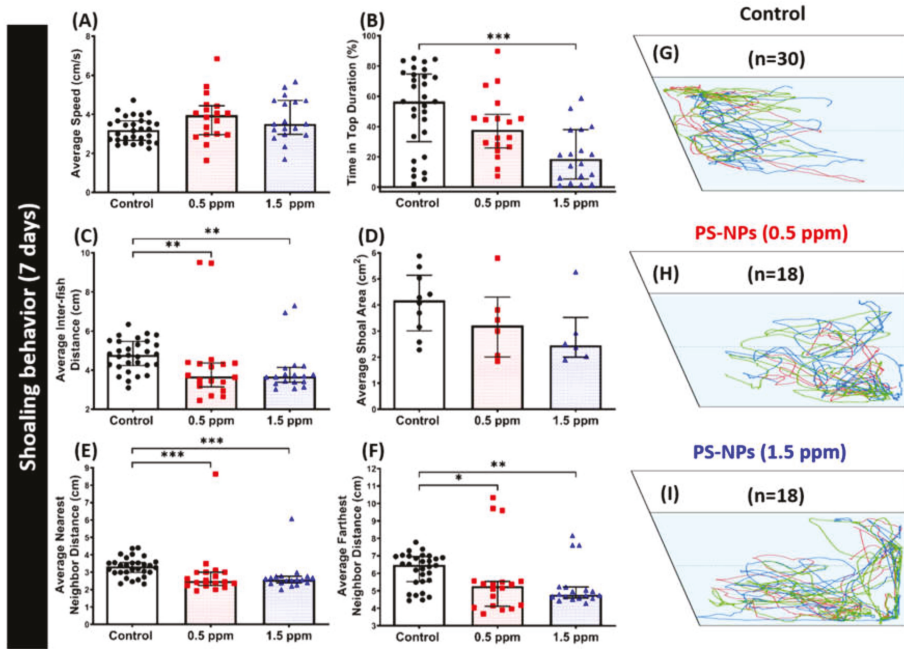 Shoaling behavior (7 days)
(A)
Average Speed (cm/s)
8
6
4
2
0
Control
0.5 ppm
1.5 ppm
(B)
***
Time in Top Duration (%)
100
80
60
40
20
0
Control
0.5 ppm
1.5 ppm
Control
(G)
(n=30)
(C)
**
**
Average Inter-fish
Distance (cm)
10
8
6
4
2
Control
0.5 ppm
1.5 ppm
(D)
Average Shoal Area (cm²)
6
5
4
3
2
1
0
Control
0.5 ppm
1.5 ppm
PS-NPs (0.5 ppm)
(H)
(n=18)
(E)
***
***
Average Nearest
Neighbor Distance (cm)
9
8
7
6
5
4
3
2
1
0
Control
0.5 ppm
1.5 ppm
(F)
**
*
Average Farthest
Neighbor Distance (cm)
12
11
10
9
8
7
6
5
4
3
Control
0.5 ppm
1.5 ppm
PS-NPs (1.5 ppm)
(I)
(n=18)